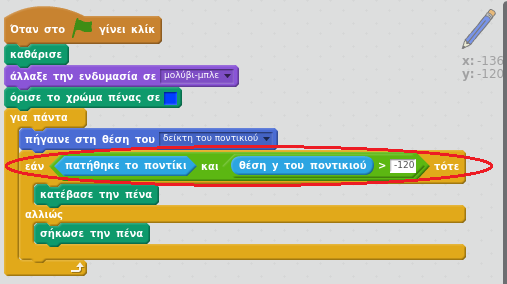 Όταν στο γίνει κλίκ
καθάρισε
άλλαξε την ενδυμασία σε μολύβι-μπλε
όρισε το χρώμα πένας σε
για πάντα
πήγαινε στη θέση του δείκτη του ποντικιού
εάν πατήθηκε το ποντίκι και θέση y του ποντικιού > -120 τότε
κατέβασε την πένα
αλλιώς
σήκωσε την πένα
x: -136
y: -120